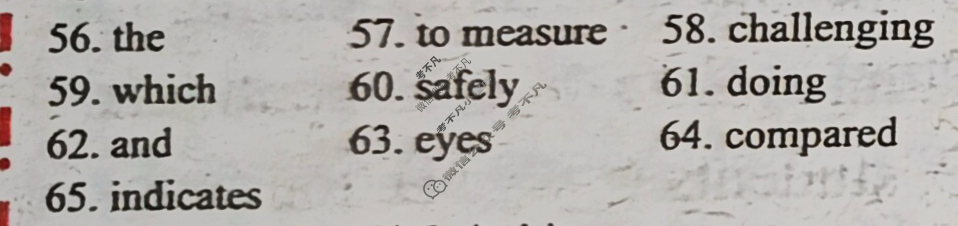 56. the 57. to measure 58. challenging
59. which 60. safely 61. doing
62. and 63. eyes 64. compared
65. indicates